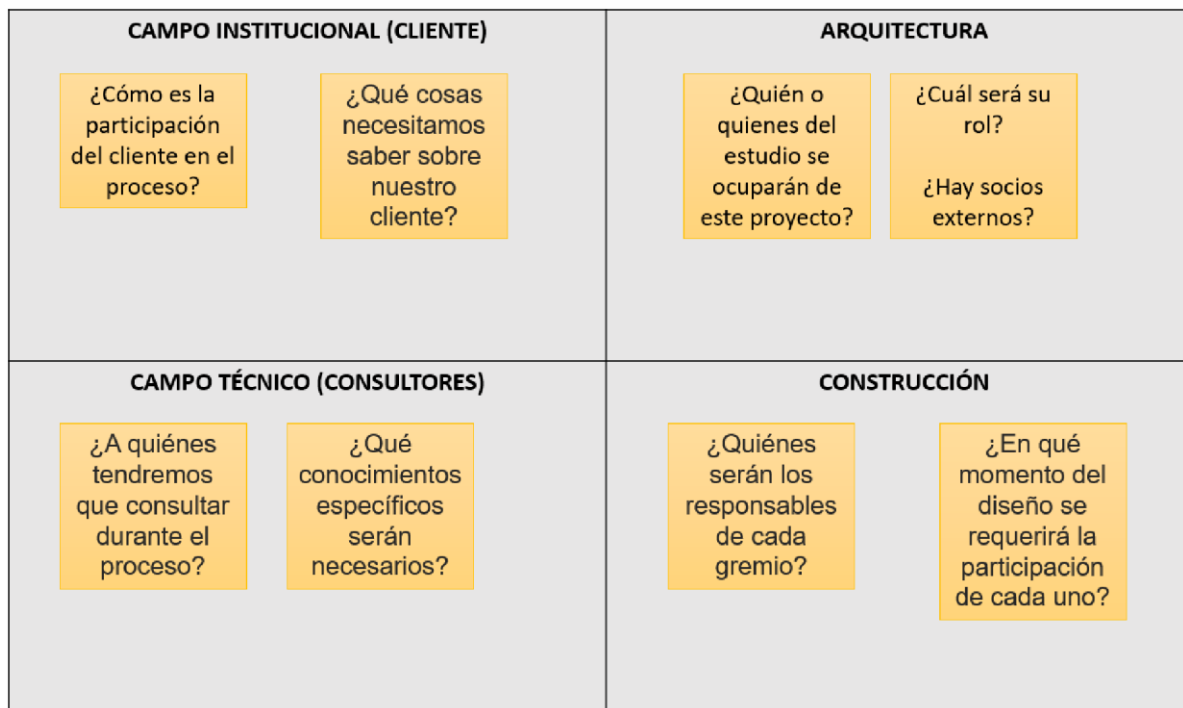 CAMPO INSTITUCIONAL (CLIENTE)
¿Cómo es la
participación
del cliente en el
proceso?
¿Qué cosas
necesitamos
saber sobre
nuestro
cliente?
ARQUITECTURA
¿Quién o
quienes del
estudio se
ocuparán de
este proyecto?
¿Cuál será su
rol?
¿Hay socios
externos?
CAMPO TÉCNICO (CONSULTORES)
¿A quiénes
tendremos
que consultar
durante el
proceso?
¿Qué
conocimientos
específicos
serán
necesarios?
CONSTRUCCIÓN
¿Quiénes
serán los
responsables
de cada
gremio?
¿En qué
momento del
diseño se
requerirá la
participación
de cada uno?